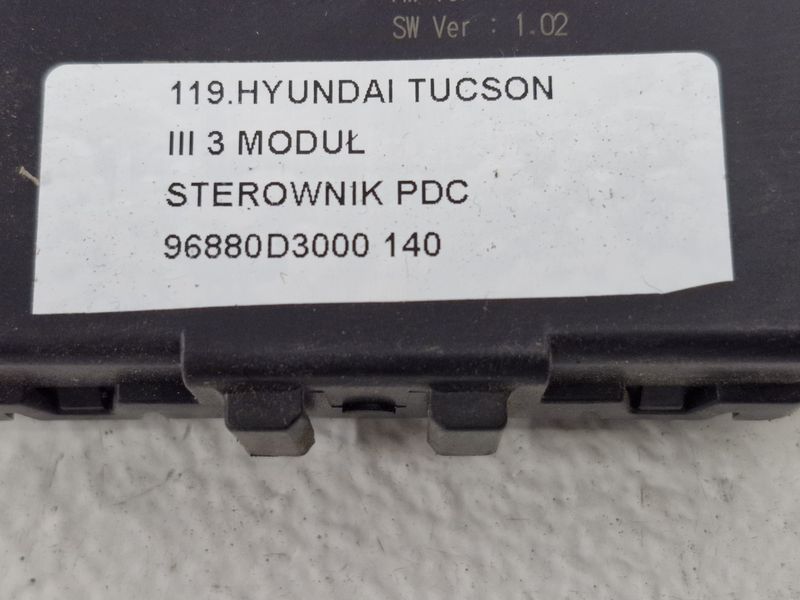 SW Ver : 1.02
119.HYUNDAI TUCSON
III 3 MODUŁ
STEROWNIK PDC
96880D3000 140